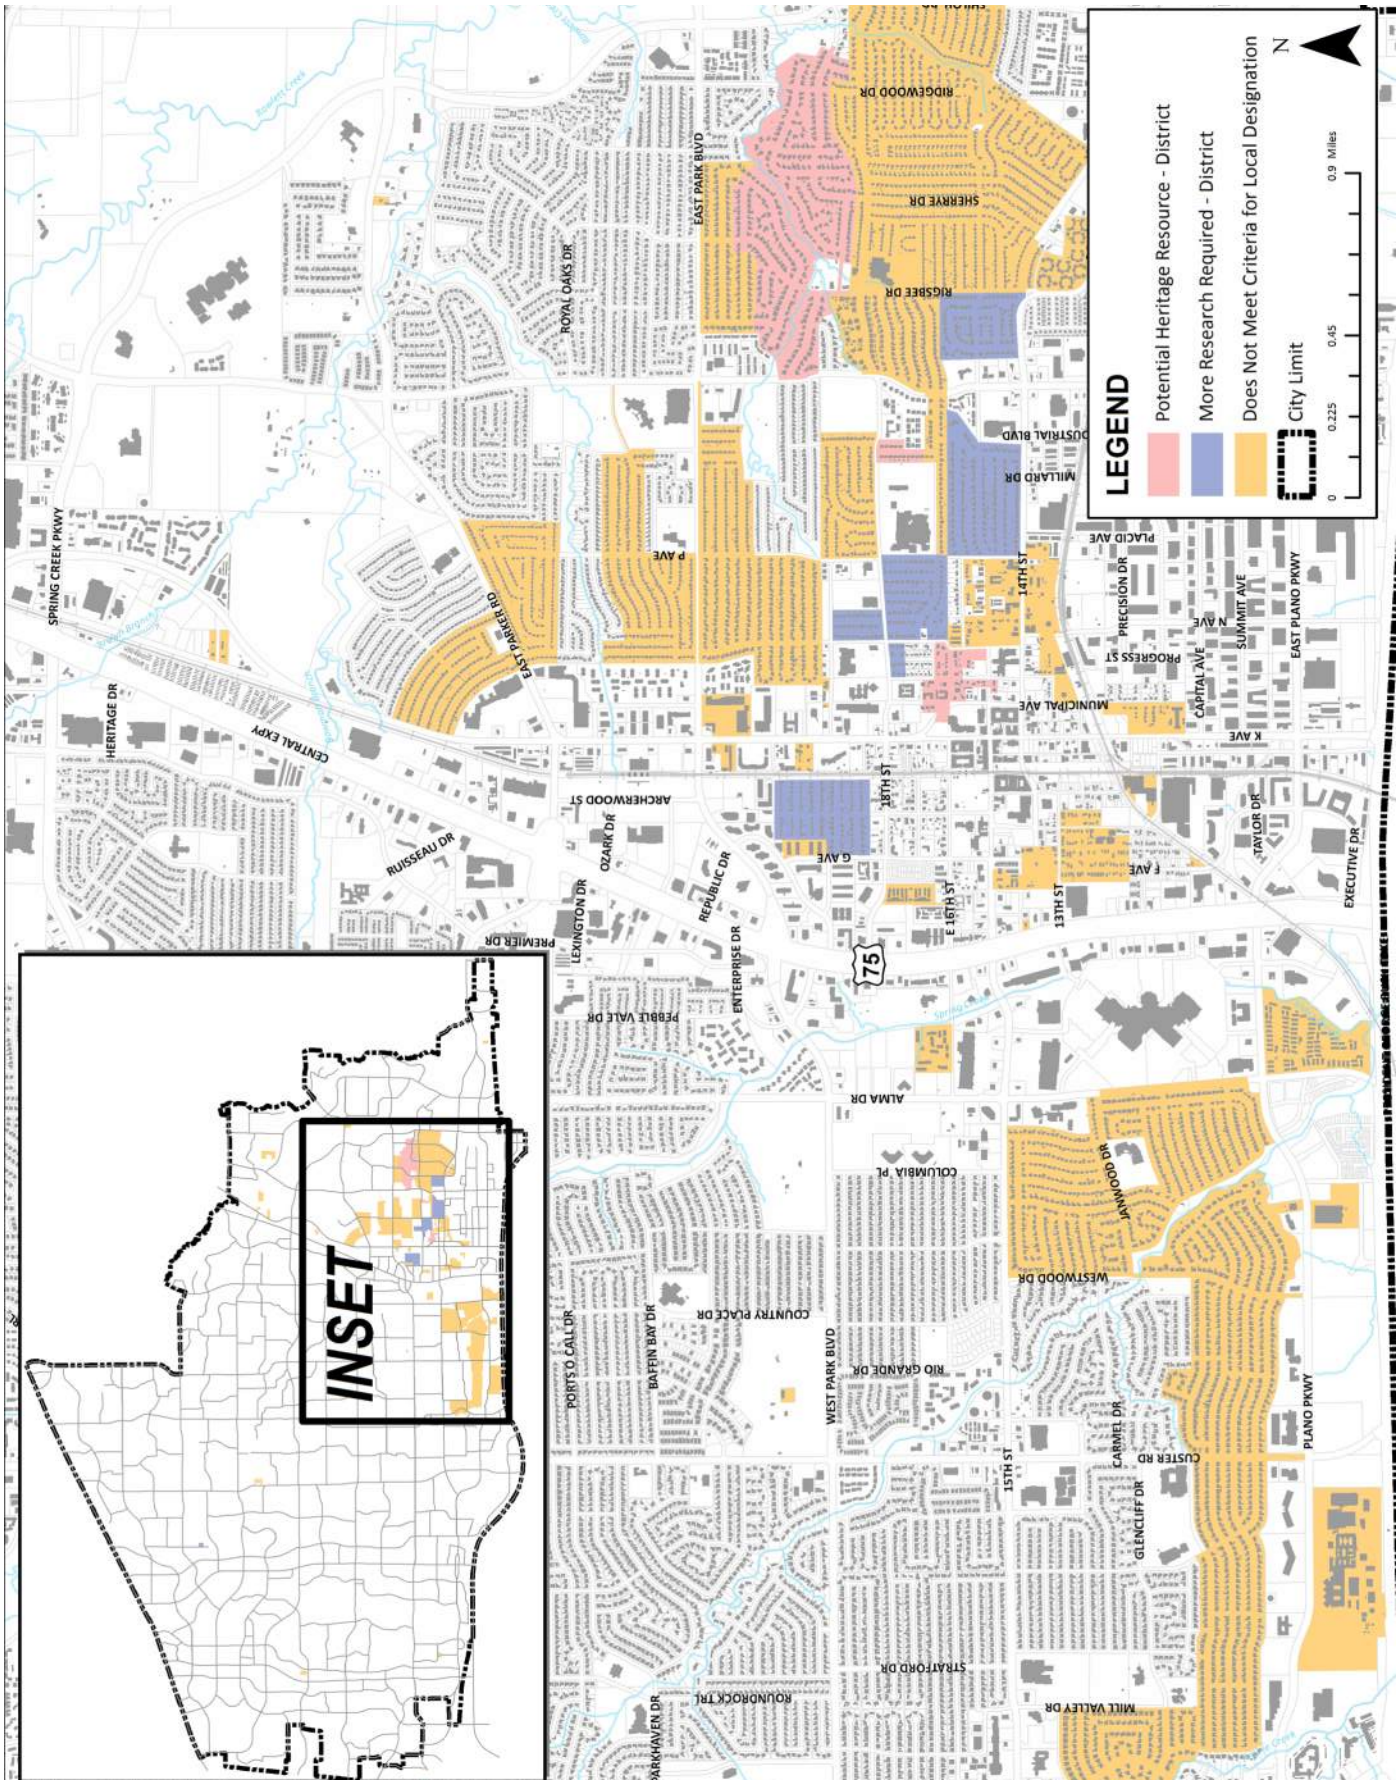 SPRING CREEK PKWY
HERITAGE DR
CENTRAL EXPY
RUISSEAU DR
PREMIER DR
LEXINGTON DR
OZARK DR
ARCHERWOOD ST
EAST PARKER RD
ROYAL OAKS DR
EAST PARK BLVD
P AVE
RIDGEWOOD DR
SHERRYE DR
RIGSBEE DR
Rowlett Creek
PEBBLE VALE DR
REPUBLIC DR
ENTERPRISE DR
G AVE
18TH ST
75
E 16TH ST
14TH ST
13TH ST
F AVE
MILLARD DR
MUNICIPAL AVE
PLACID AVE
PRECISION DR
PROGRESS ST
N AVE
CAPITAL AVE
SUMMIT AVE
K AVE
EAST PLANO PKWY
TAYLOR DR
EXECUTIVE DR
ALMA DR
COLUMBIA PL
JANWOOD DR
WESTWOOD DR
PORTS O CALL DR
BAFFIN BAY DR
COUNTRY PLACE DR
WEST PARK BLVD
RIO GRANDE DR
15TH ST
CARMEL DR
CUSTER RD
GLENCLIFF DR
PLANO PKWY
STRATFORD DR
ROUNDROCK TRL
PARKHAVEN DR
MILL VALLEY DR
INSET
LEGEND
Potential Heritage Resource - District
More Research Required - District
Does Not Meet Criteria for Local Designation
City Limit
N
0 0.225 0.45 0.9 Miles